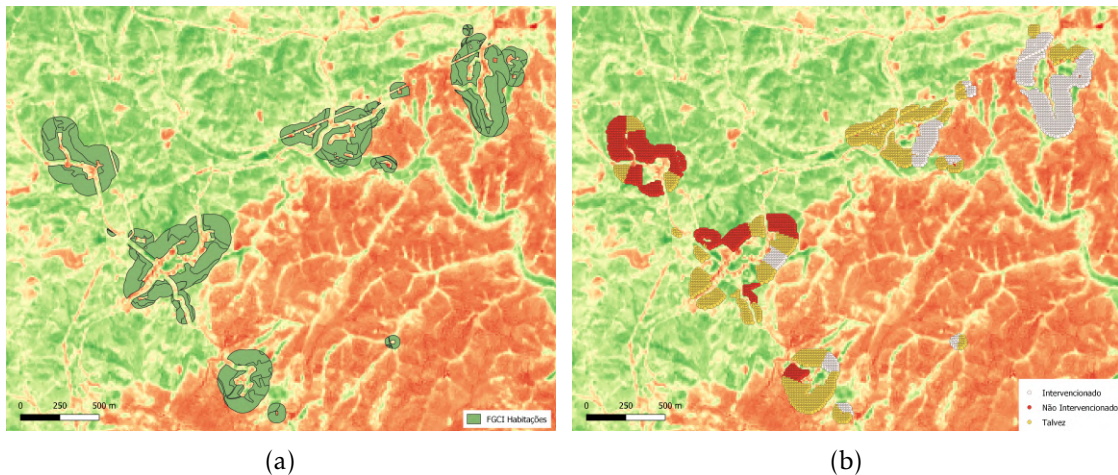 0 250 500 m
FGCI Habitações
0 250 500 m
Intervencionado
Não Intervencionado
Talvez
(a) (b)